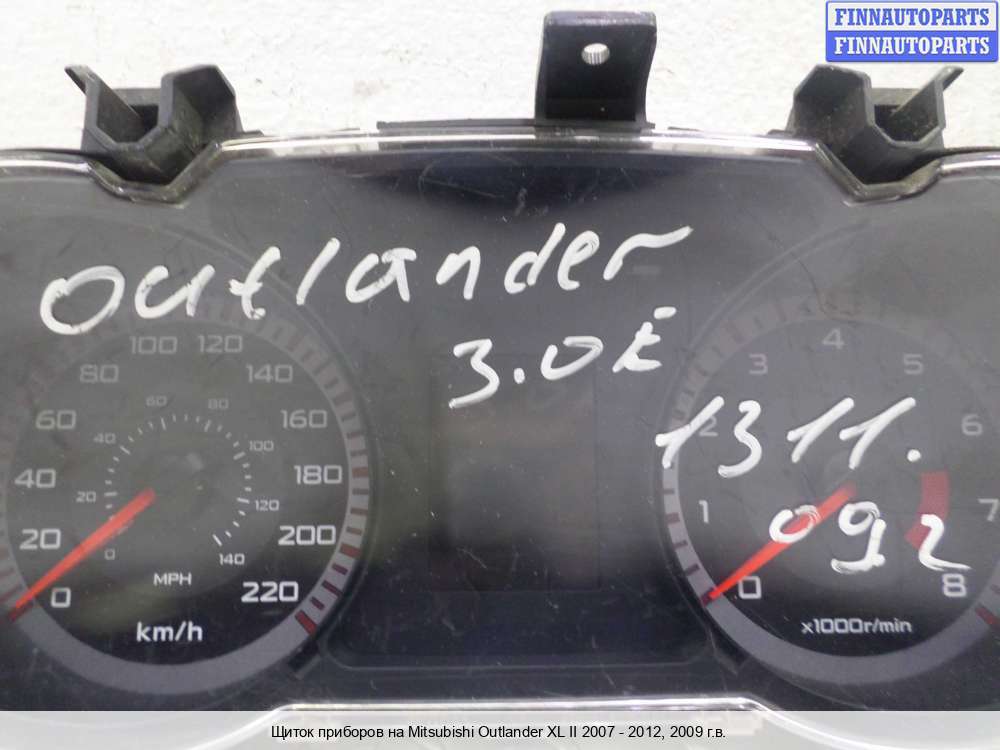 FINNAUTOPARTS
FINNAUTOPARTS
Outlander
3.0i
1311.
092
0 20 40 60 80 100 120 140 160 180 200 220
0 20 40 60 80 100 120 140
MPH
km/h
0 1 2 3 4 5 6 7 8
x1000r/min
Щиток приборов на Mitsubishi Outlander XL II 2007 - 2012, 2009 г.в.